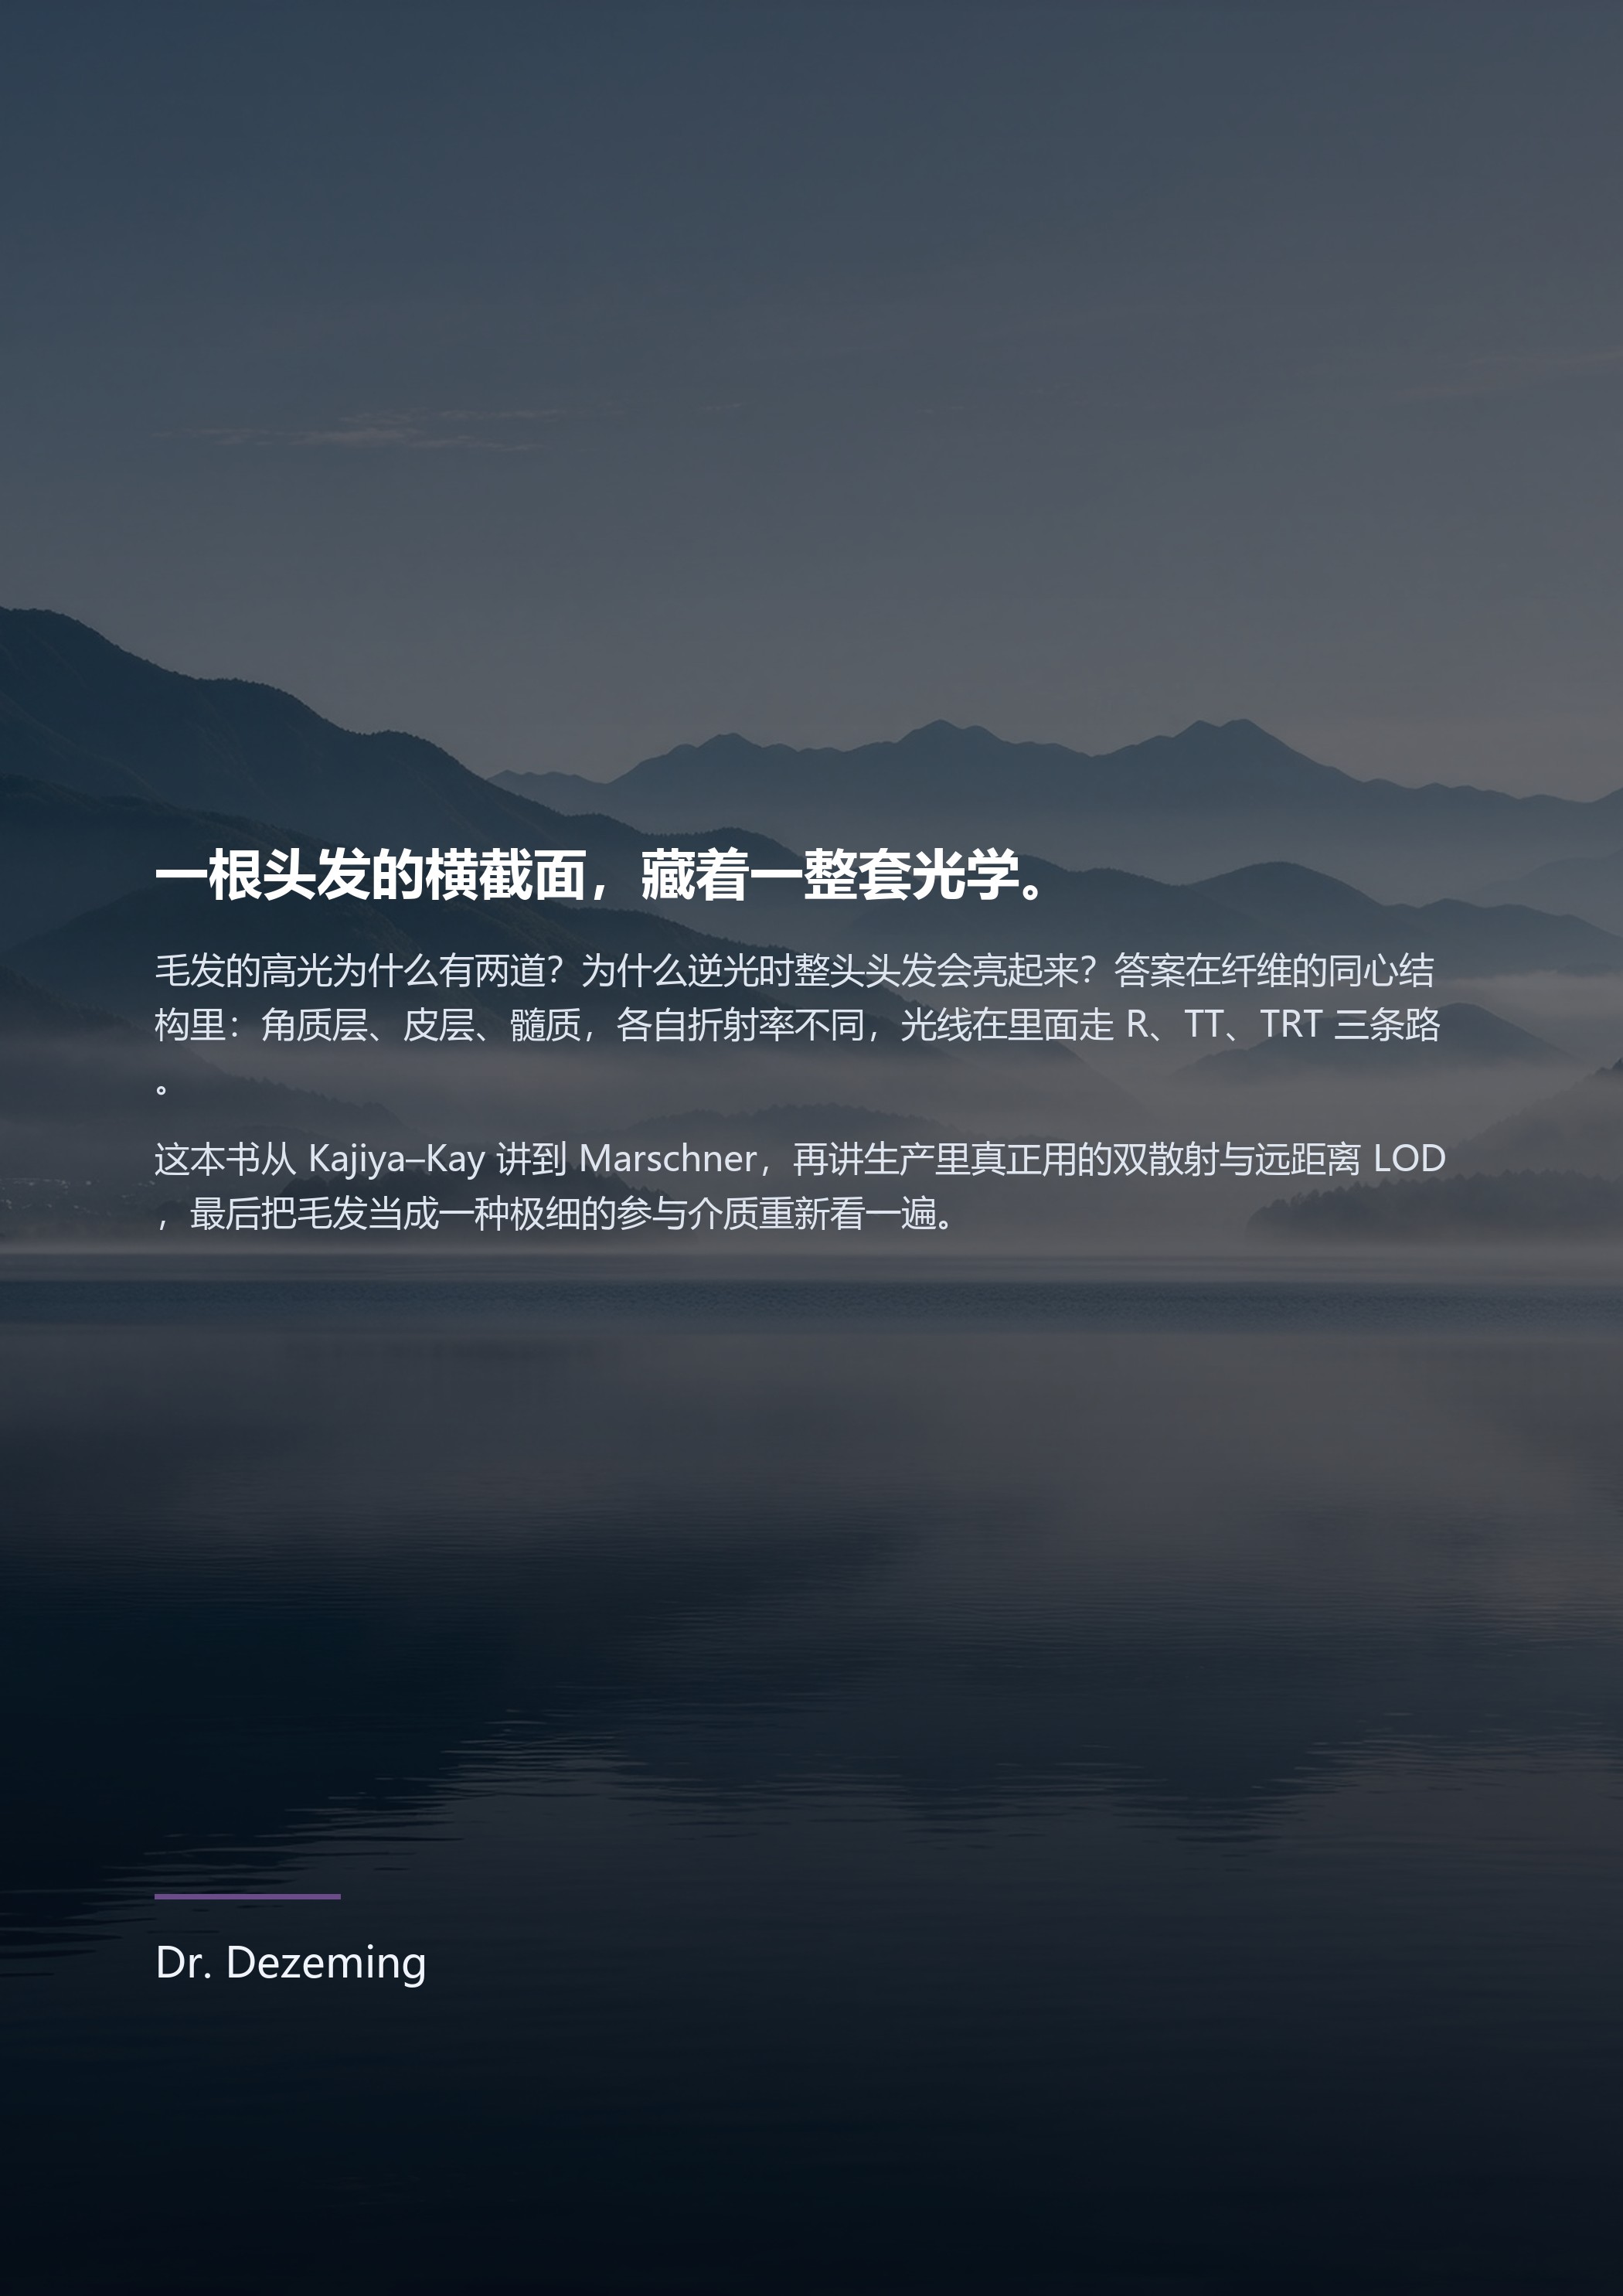 一根头发的横截面，藏着一整套光学。
毛发的高光为什么有两道？为什么逆光时整头头发会亮起来？答案在纤维的同心结
构里：角质层、皮层、髓质，各自折射率不同，光线在里面走 R、TT、TRT 三条路
。
这本书从 Kajiya–Kay 讲到 Marschner，再讲生产里真正用的双散射与远距离 LOD
，最后把毛发当成一种极细的参与介质重新看一遍。
Dr. Dezeming